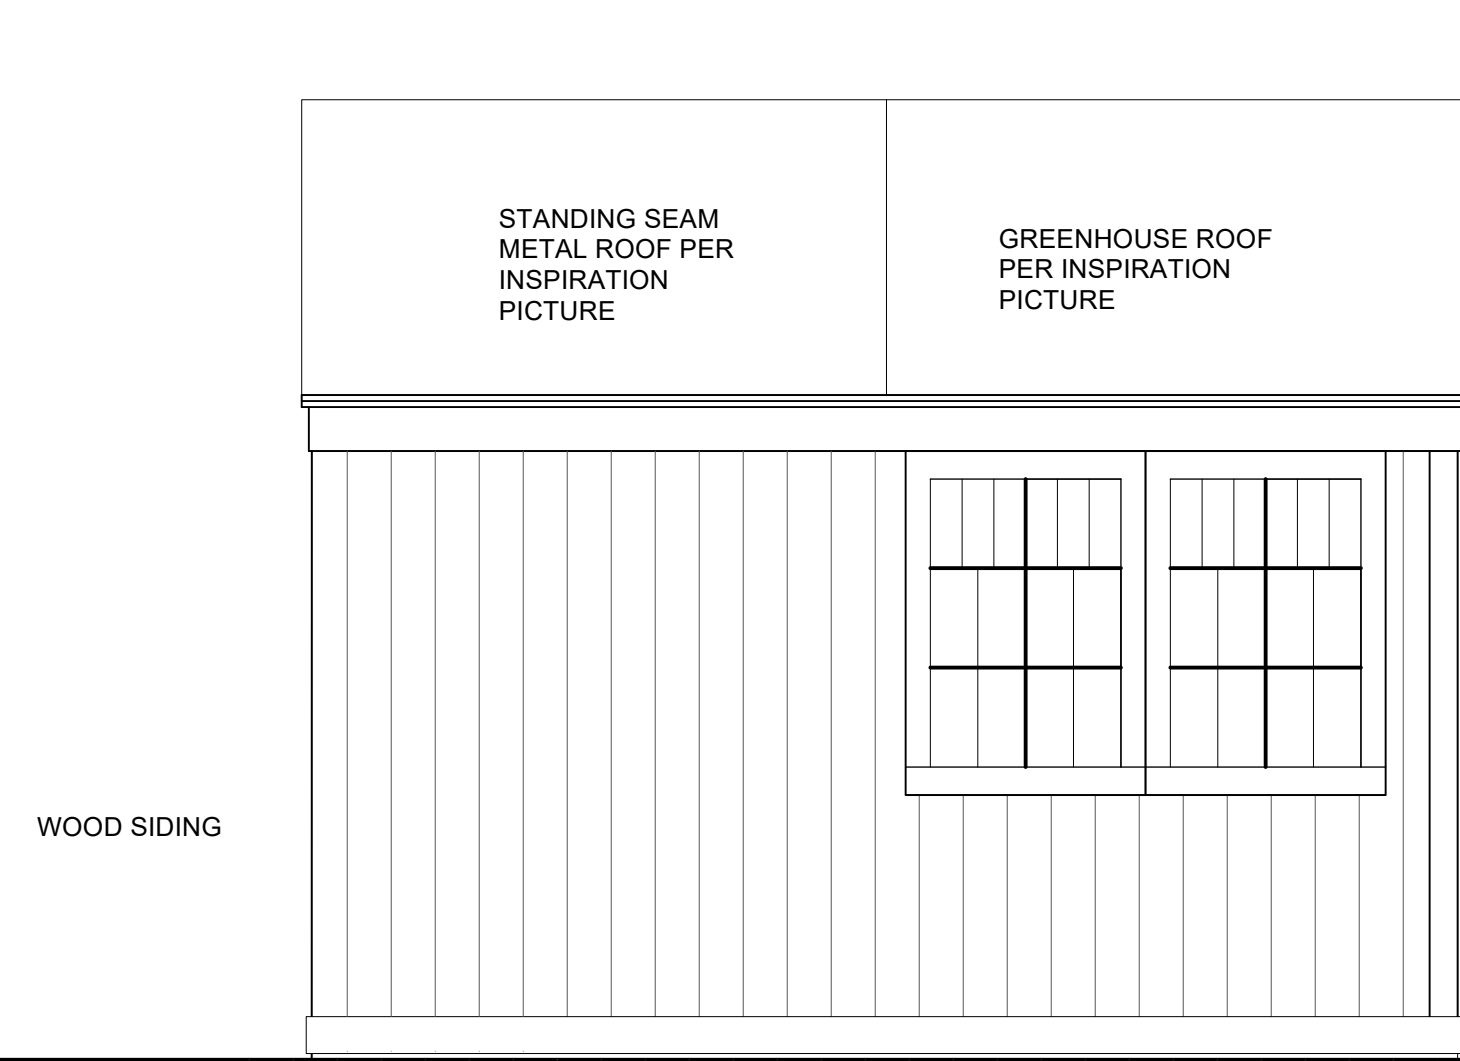 STANDING SEAM
METAL ROOF PER
INSPIRATION
PICTURE
GREENHOUSE ROOF
PER INSPIRATION
PICTURE
WOOD SIDING